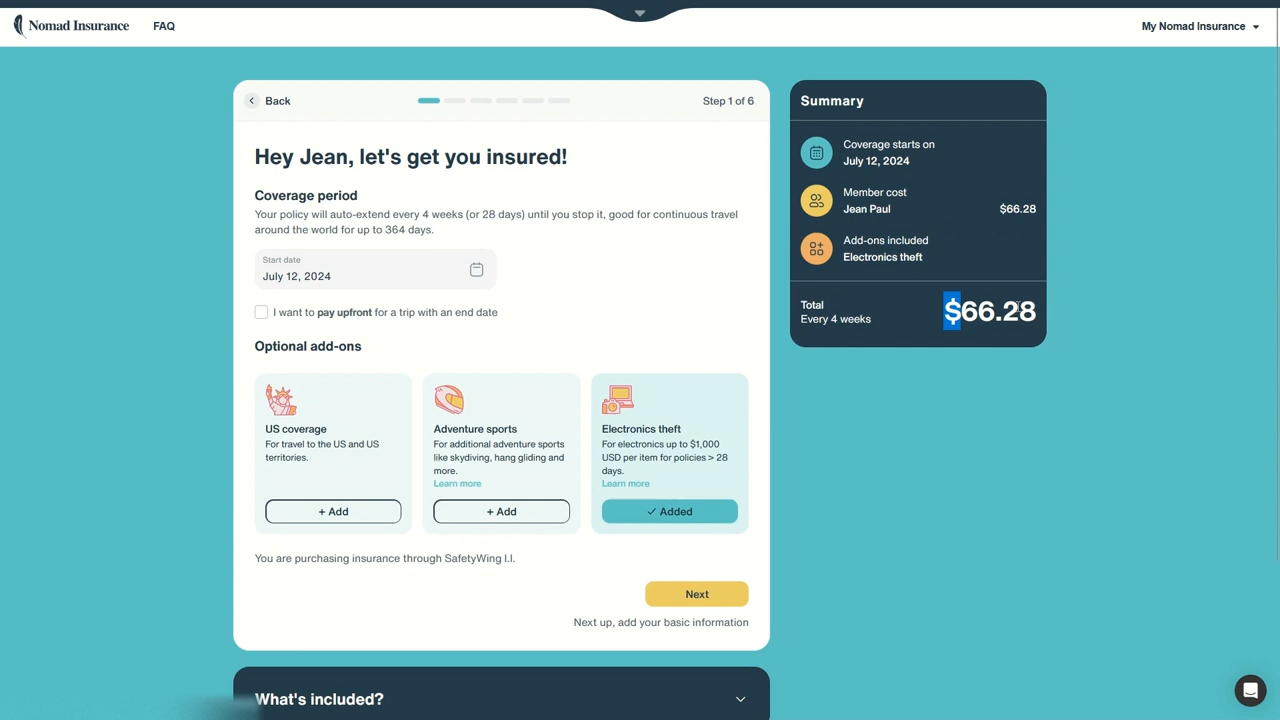 Nomad Insurance
FAQ
My Nomad Insurance
Back
Step 1 of 6
Hey Jean, let's get you insured!
Coverage period
Your policy will auto-extend every 4 weeks (or 28 days) until you stop it, good for continuous travel
around the world for up to 364 days.
Start date
July 12, 2024
I want to pay upfront for a trip with an end date
Optional add-ons
US coverage
For travel to the US and US
territories.
+ Add
Adventure sports
For additional adventure sports
like skydiving, hang gliding and
more.
Learn more
+ Add
Electronics theft
For electronics up to $1,000
USD per item for policies > 28
days.
Learn more
✓ Added
You are purchasing insurance through SafetyWing I.I.
Next
Next up, add your basic information
What's included?
Summary
Coverage starts on
July 12, 2024
Member cost
Jean Paul
$66.28
Add-ons included
Electronics theft
Total
Every 4 weeks
$66.28